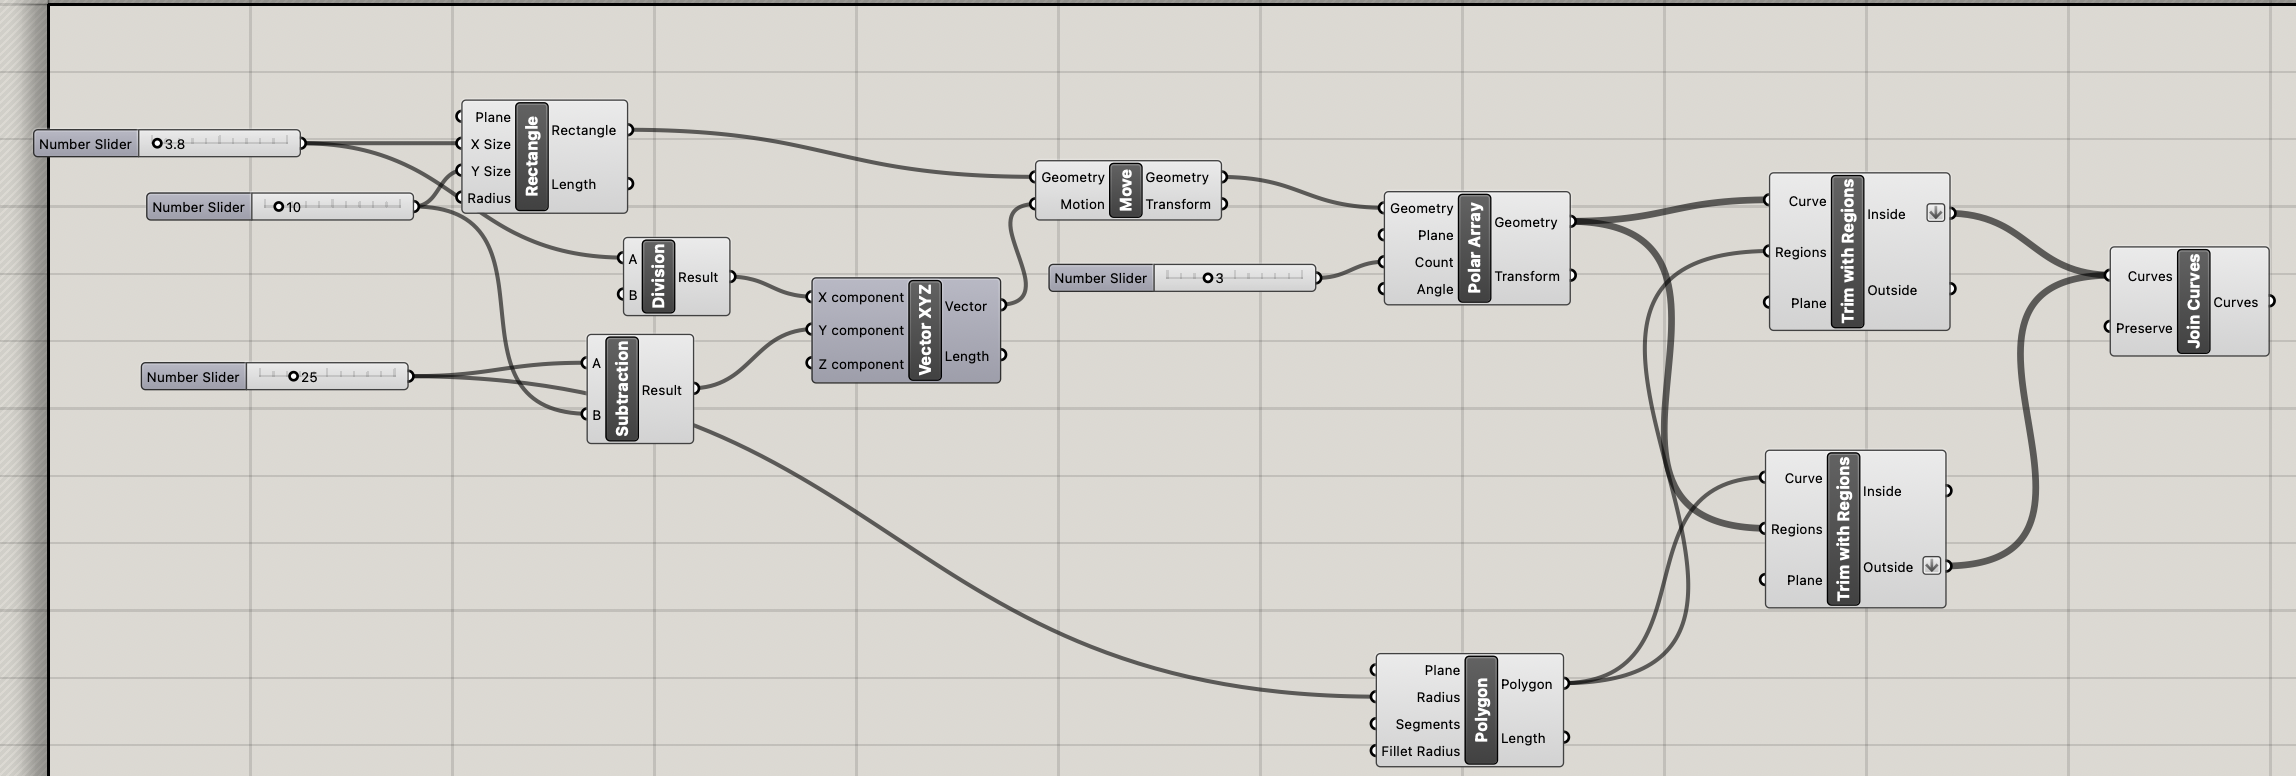 Number Slider 3.8
Number Slider 10
Number Slider 25
Plane
X Size
Y Size
Radius
Rectangle
Rectangle
Length
A
B
Division
Result
A
B
Subtraction
Result
X component
Y component
Z component
Vector XYZ
Vector
Length
Geometry
Motion
Move
Geometry
Transform
Number Slider 3
Geometry
Plane
Count
Angle
Polar Array
Geometry
Transform
Plane
Radius
Segments
Fillet Radius
Polygon
Polygon
Length
Curve
Regions
Plane
Trim with Regions
Inside
Outside
Curve
Regions
Plane
Trim with Regions
Inside
Outside
Curves
Preserve
Join Curves
Curves